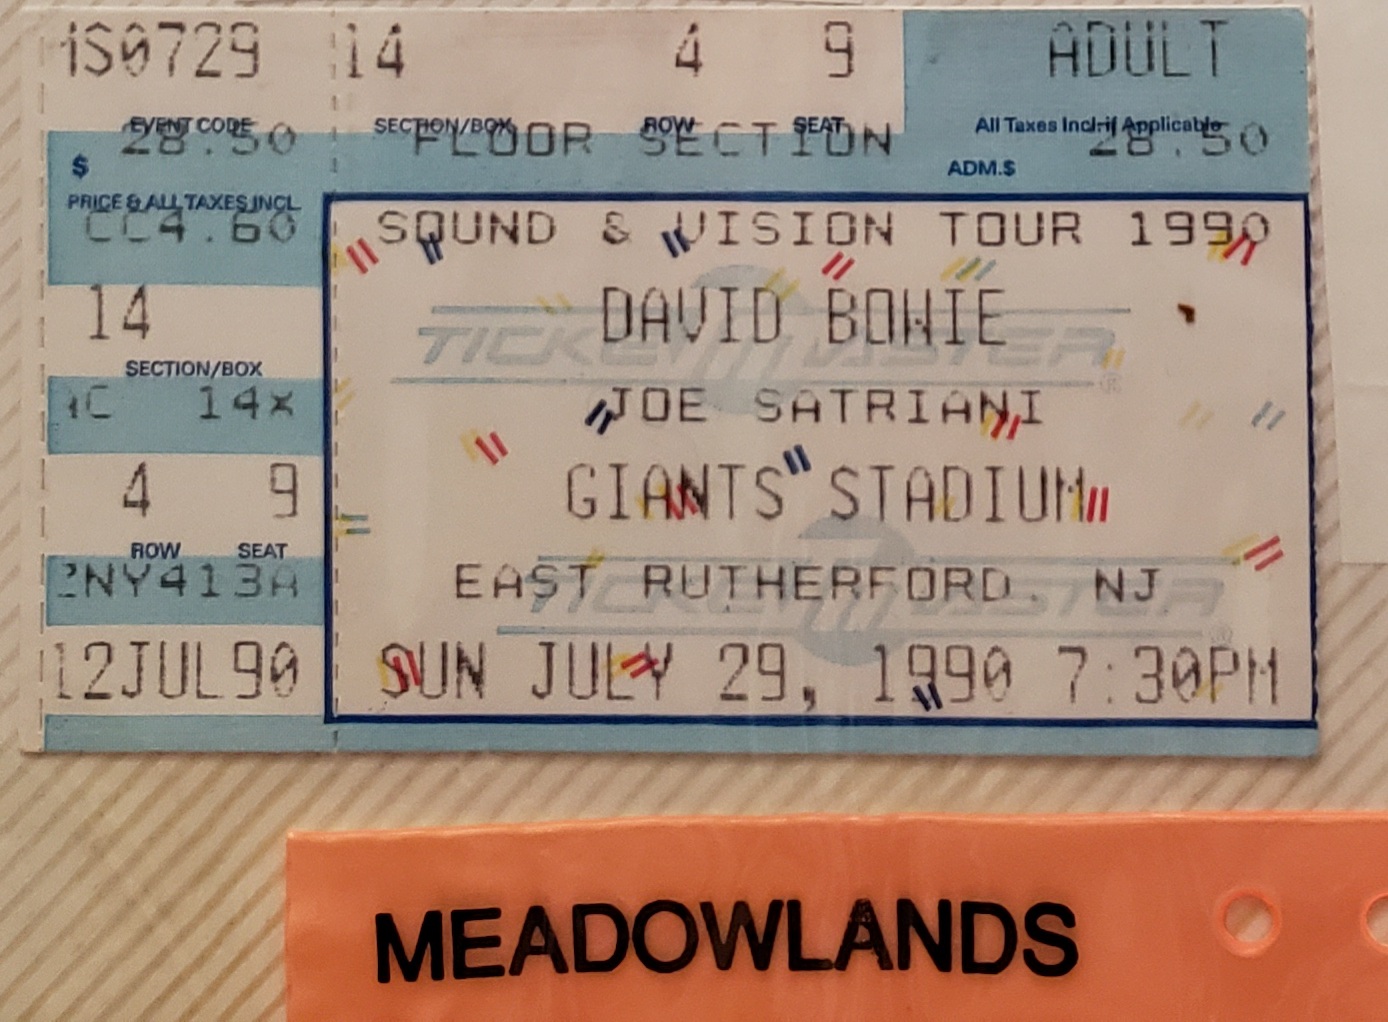 NS0729 14 4 9 ADULT
EVENT CODE SECTION/BOX ROW SEAT All Taxes Incl-if Applicable
28.50 FLOOR SECTION 28.50
$ ADM.$
PRICE & ALL TAXES INCL
CC4.60 SOUND & VISION TOUR 1990
14 DAVID BOWIE
TICKETMASTER®
SECTION/BOX
14X JOE SATRIANI
4 9 GIANTS STADIUM
ROW SEAT
NY413A EAST RUTHERFORD. NJ
TICKETMASTER®
12JUL90 SUN JULY 29, 1990 7:30PM
MEADOWLANDS